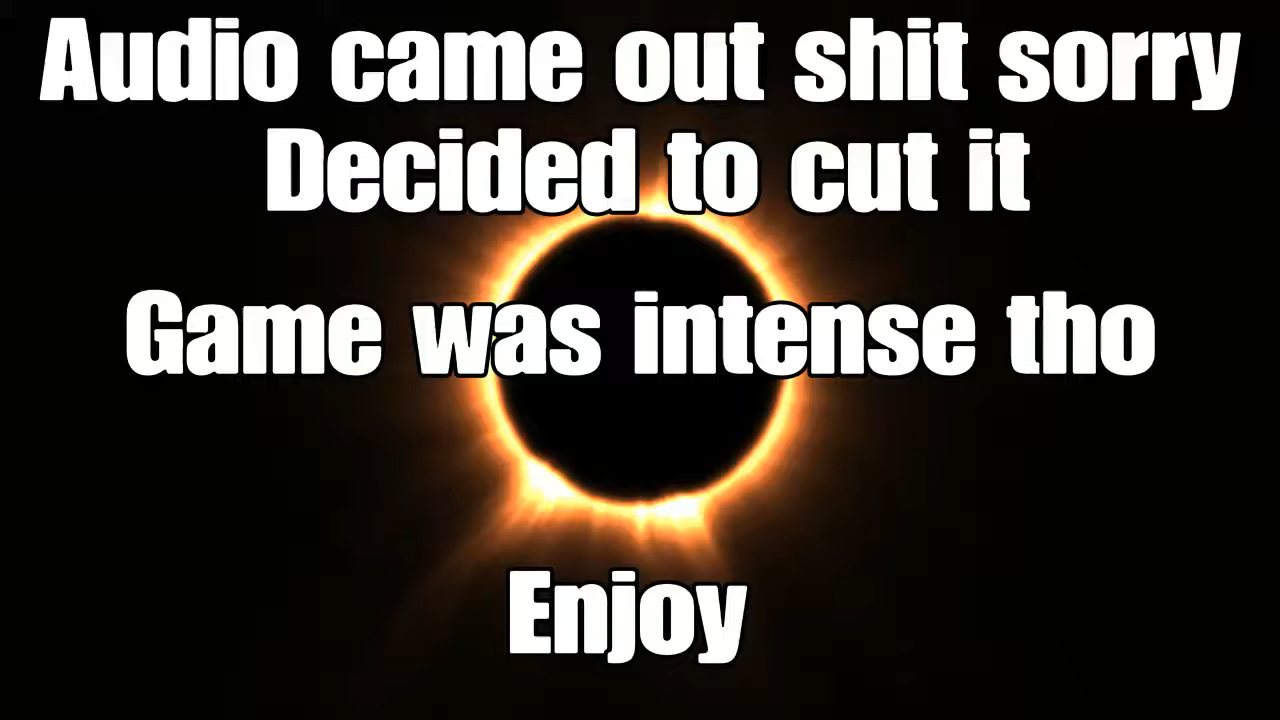 Audio came out shit sorry
Decided to cut it
Game was intense tho
Enjoy